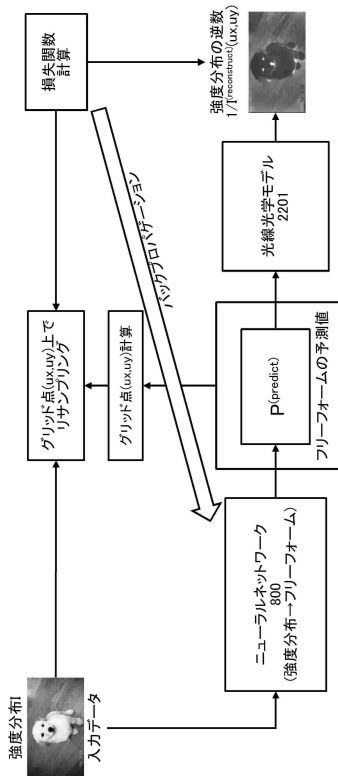 強度分布I
入力データ
ニューラルネットワーク
800
(強度分布→フリーフォーム)
P(predict)
フリーフォームの予測値
グリッド点(ux,uy)計算
グリッド点(ux,uy)上で
リサンプリング
バックプロパゲーション
損失関数
計算
光線光学モデル
2201
強度分布の逆数
1/I(reconstruct)(ux,uy)